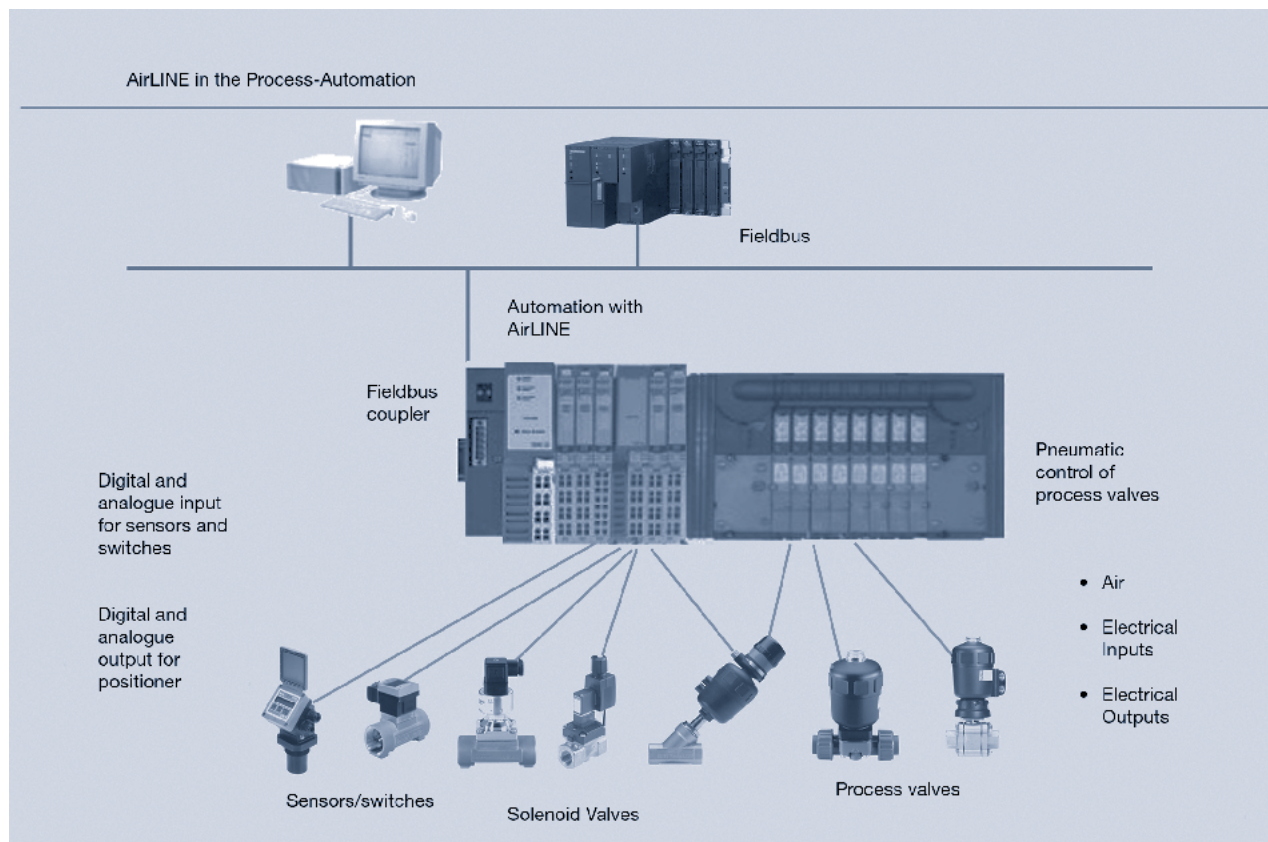 AirLINE in the Process-Automation
Fieldbus
Automation with
AirLINE
Fieldbus
coupler
Pneumatic
control of
process valves
Digital and
analogue input
for sensors and
switches
Digital and
analogue
output for
positioner
• Air
• Electrical
Inputs
• Electrical
Outputs
Sensors/switches
Solenoid Valves
Process valves